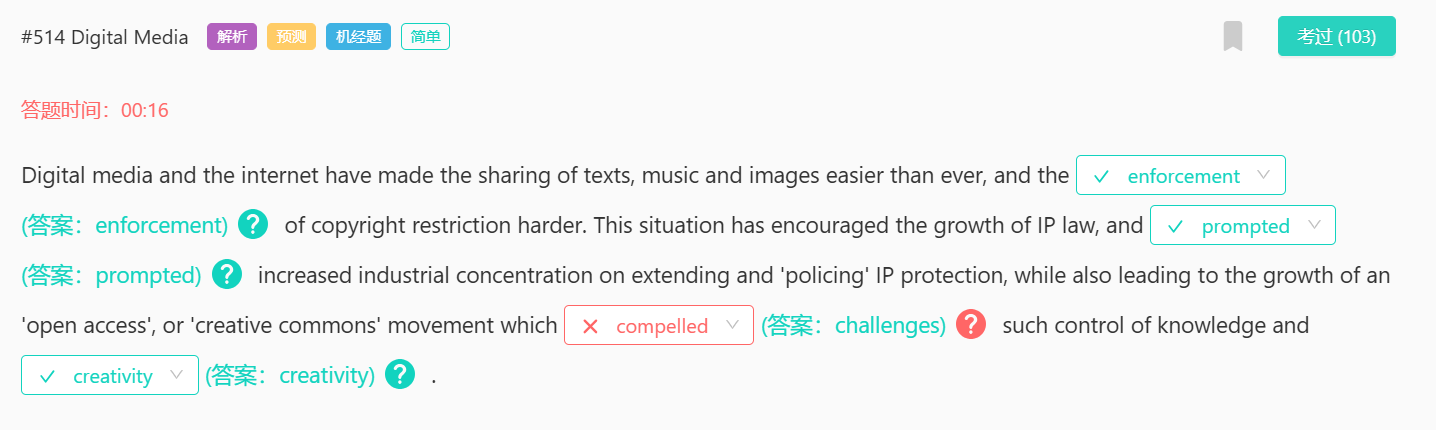 #514 Digital Media 解析 预测 机经题 简单 考过 (103)
答题时间：00:16
Digital media and the internet have made the sharing of texts, music and images easier than ever, and the enforcement
(答案：enforcement) ? of copyright restriction harder. This situation has encouraged the growth of IP law, and prompted
(答案：prompted) ? increased industrial concentration on extending and 'policing' IP protection, while also leading to the growth of an
'open access', or 'creative commons' movement which compelled (答案：challenges) ? such control of knowledge and
creativity (答案：creativity) ? .